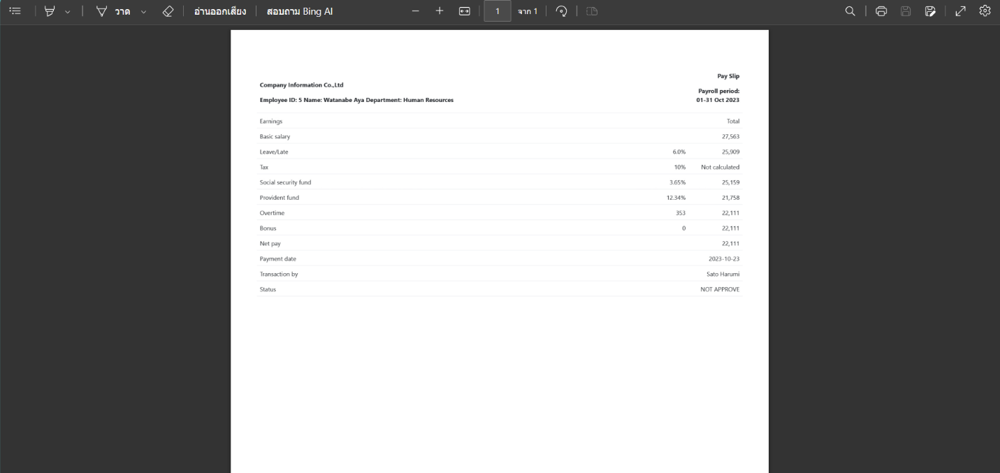 วาด อ่านออกเสียง สอบถาม Bing AI 1 จาก 1
Pay Slip
Company Information Co.,Ltd
Payroll period:
Employee ID: 5 Name: Watanabe Aya Department: Human Resources 01-31 Oct 2023
Earnings Total
Basic salary 27,563
Leave/Late 6.0% 25,909
Tax 10% Not calculated
Social security fund 3.65% 25,159
Provident fund 12.34% 21,758
Overtime 353 22,111
Bonus 0 22,111
Net pay 22,111
Payment date 2023-10-23
Transaction by Sato Harumi
Status NOT APPROVE